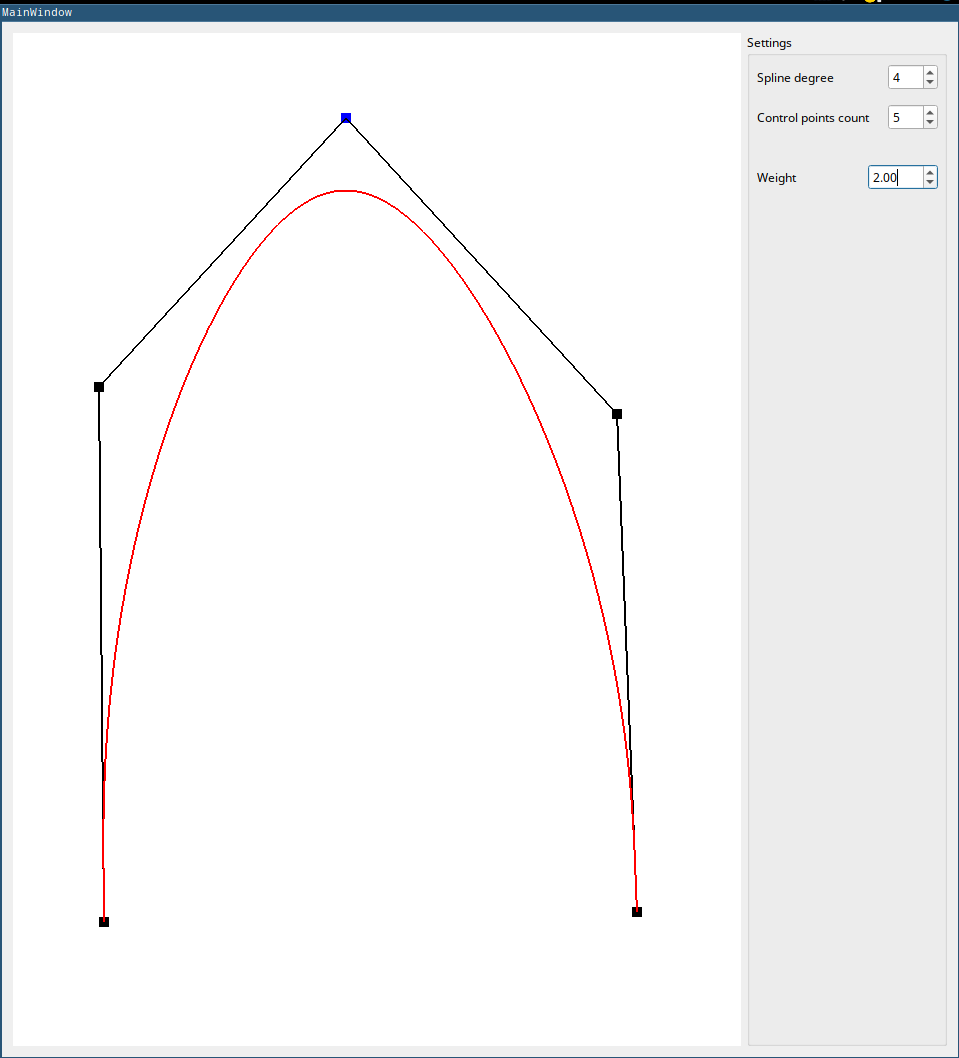 MainWindow
Settings
Spline degree 4
Control points count 5
Weight 2.00